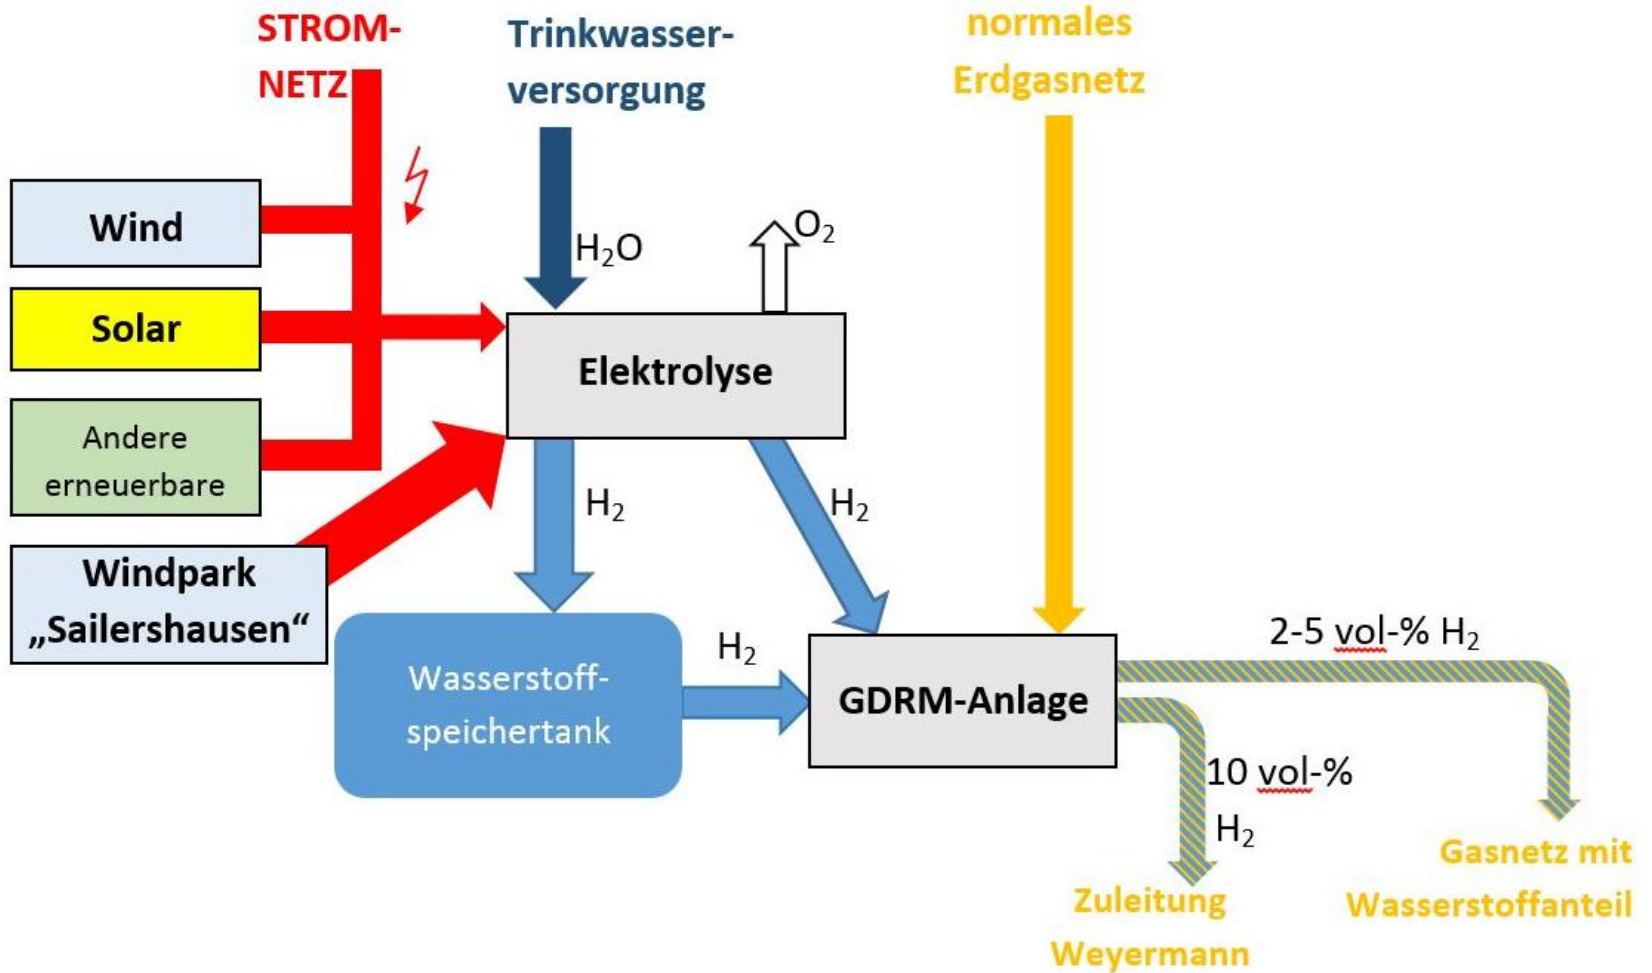 STROM-
NETZ
Trinkwasser-
versorgung
normales
Erdgasnetz
Wind
Solar
Andere
erneuerbare
Windpark
„Sailershausen“
H₂O
O₂
Elektrolyse
H₂
H₂
Wasserstoff-
speichertank
H₂
GDRM-Anlage
2-5 vol-% H₂
10 vol-%
H₂
Zuleitung
Weyermann
Gasnetz mit
Wasserstoffanteil